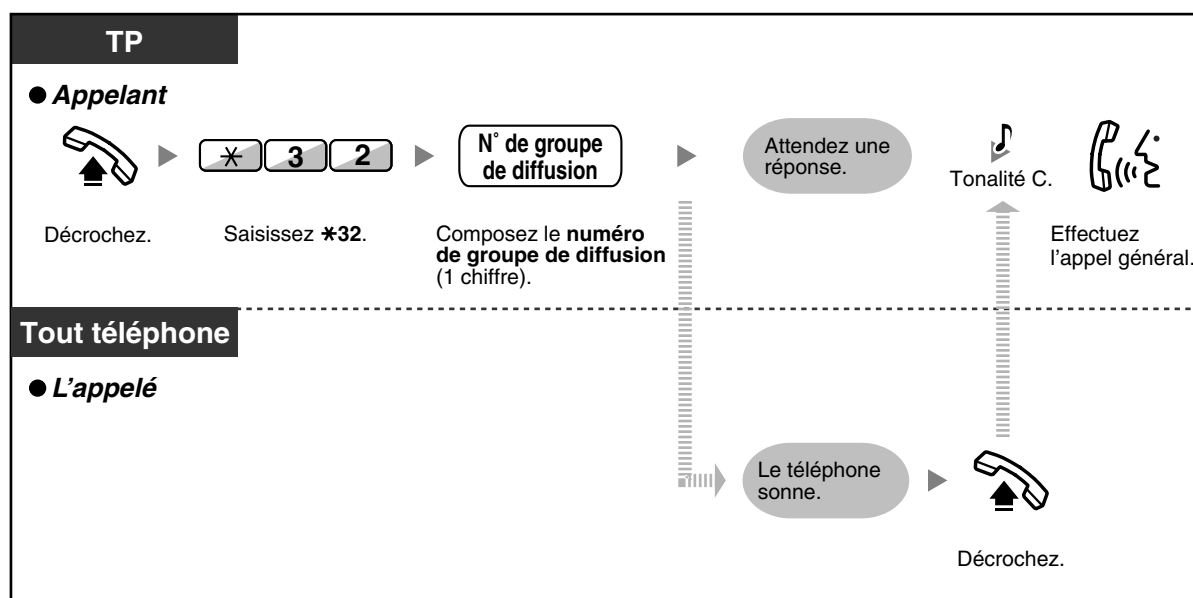 TP
● Appelant
✳ 3 2
N° de groupe
de diffusion
Attendez une
réponse.
Tonalité C.
Décrochez.
Saisissez ✳32.
Composez le numéro
de groupe de diffusion
(1 chiffre).
Effectuez
l’appel général.
Tout téléphone
● L’appelé
Le téléphone
sonne.
Décrochez.